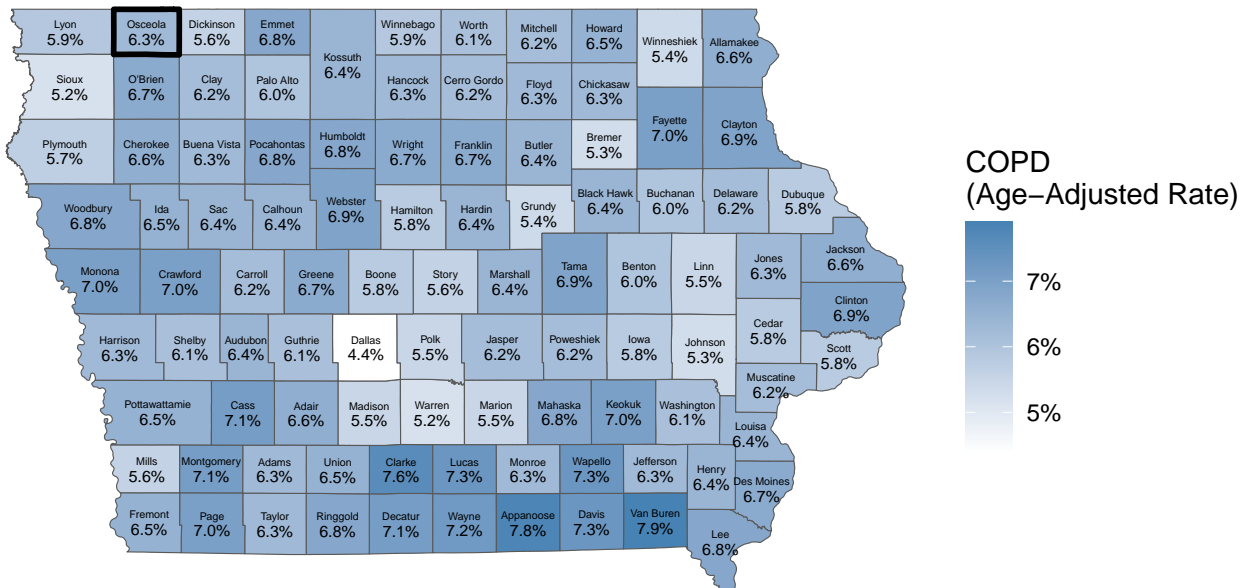 Lyon
5.9%
Osceola
6.3%
Dickinson
5.6%
Emmet
6.8%
Winnebago
5.9%
Worth
6.1%
Mitchell
6.2%
Howard
6.5%
Winneshiek
5.4%
Allamakee
6.6%
Kossuth
6.4%
Sioux
5.2%
O'Brien
6.7%
Clay
6.2%
Palo Alto
6.0%
Hancock
6.3%
Cerro Gordo
6.2%
Floyd
6.3%
Chickasaw
6.3%
Fayette
7.0%
Clayton
6.9%
Plymouth
5.7%
Cherokee
6.6%
Buena Vista
6.3%
Pocahontas
6.8%
Humboldt
6.8%
Wright
6.7%
Franklin
6.7%
Butler
6.4%
Bremer
5.3%
Woodbury
6.8%
Ida
6.5%
Sac
6.4%
Calhoun
6.4%
Webster
6.9%
Hamilton
5.8%
Hardin
6.4%
Grundy
5.4%
Black Hawk
6.4%
Buchanan
6.0%
Delaware
6.2%
Dubuque
5.8%
Monona
7.0%
Crawford
7.0%
Carroll
6.2%
Greene
6.7%
Boone
5.8%
Story
5.6%
Marshall
6.4%
Tama
6.9%
Benton
6.0%
Linn
5.5%
Jones
6.3%
Jackson
6.6%
Clinton
6.9%
Harrison
6.3%
Shelby
6.1%
Audubon
6.4%
Guthrie
6.1%
Dallas
4.4%
Polk
5.5%
Jasper
6.2%
Poweshiek
6.2%
Iowa
5.8%
Johnson
5.3%
Cedar
5.8%
Scott
5.8%
Muscatine
6.2%
Pottawattamie
6.5%
Cass
7.1%
Adair
6.6%
Madison
5.5%
Warren
5.2%
Marion
5.5%
Mahaska
6.8%
Keokuk
7.0%
Washington
6.1%
Louisa
6.4%
Mills
5.6%
Montgomery
7.1%
Adams
6.3%
Union
6.5%
Clarke
7.6%
Lucas
7.3%
Monroe
6.3%
Wapello
7.3%
Jefferson
6.3%
Henry
6.4%
Des Moines
6.7%
Fremont
6.5%
Page
7.0%
Taylor
6.3%
Ringgold
6.8%
Decatur
7.1%
Wayne
7.2%
Appanoose
7.8%
Davis
7.3%
Van Buren
7.9%
Lee
6.8%
COPD
(Age−Adjusted Rate)
7%
6%
5%